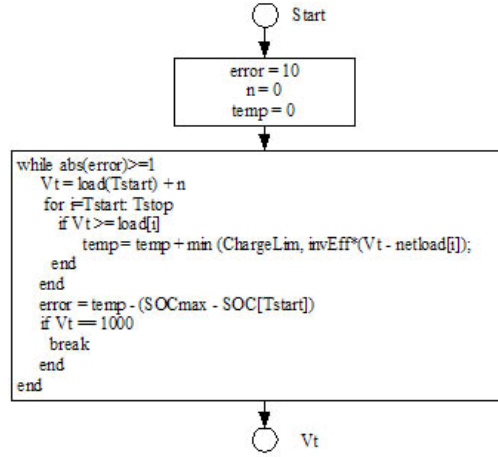 Start
error = 10
n = 0
temp = 0
while abs(error)>=1
Vt = load(Tstart) + n
for i=Tstart: Tstop
if Vt >= load[i]
temp = temp + min (ChargeLim, invEff*(Vt - netload[i]);
end
end
error = temp - (SOCmax - SOC[Tstart])
if Vt == 1000
break
end
end
Vt